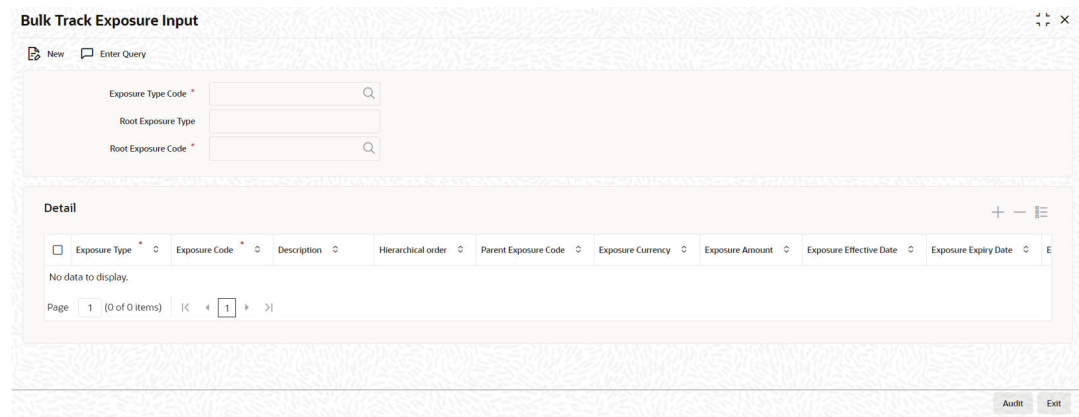 Bulk Track Exposure Input
New Enter Query
Exposure Type Code *
Root Exposure Type
Root Exposure Code *
Detail
Exposure Type * Exposure Code * Description Hierarchical order Parent Exposure Code Exposure Currency Exposure Amount Exposure Effective Date Exposure Expiry Date E
No data to display.
Page 1 (0 of 0 items) 1
Audit Exit